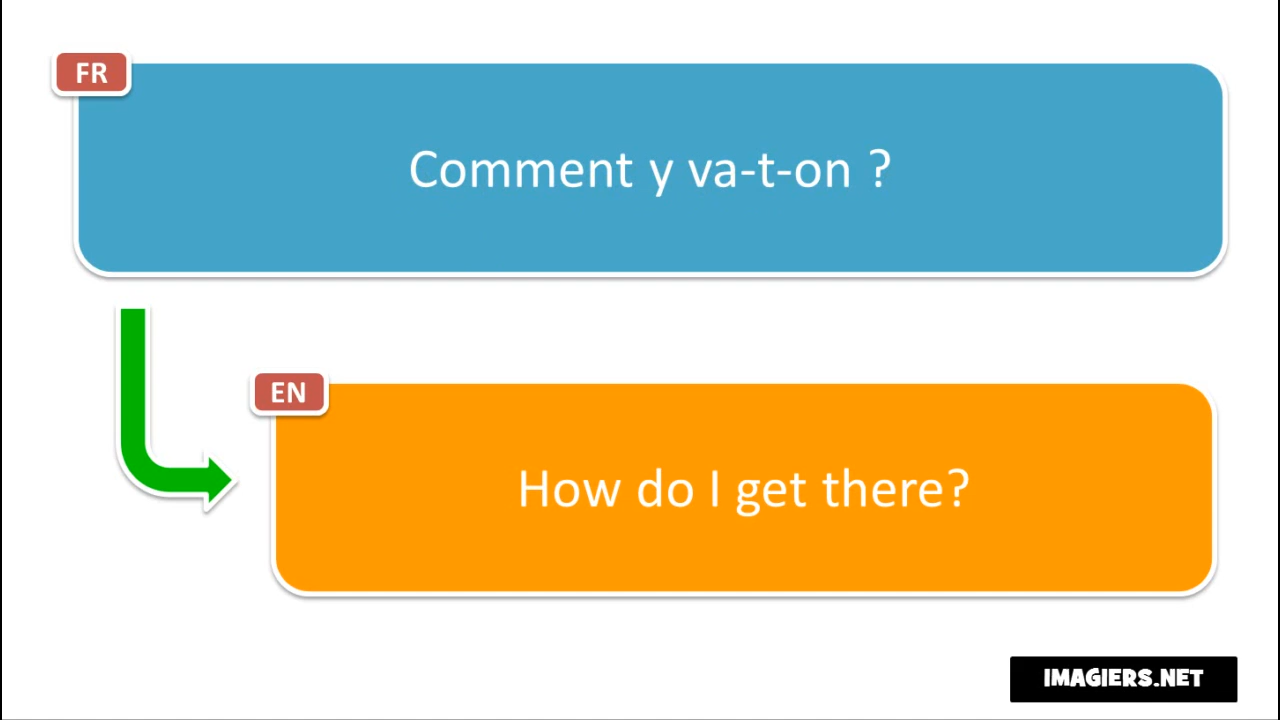 FR
Comment y va-t-on ?
EN
How do I get there?
IMAGIERS.NET